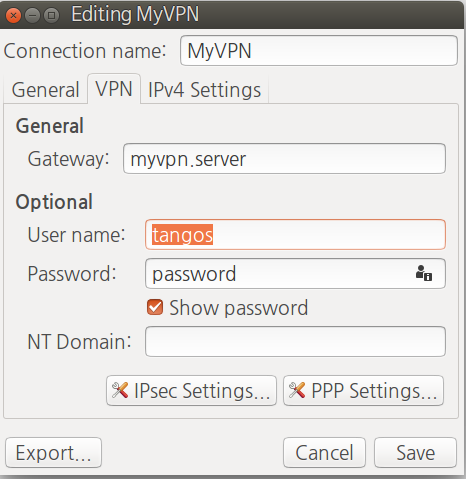 Editing MyVPN
Connection name: MyVPN
General VPN IPv4 Settings
General
Gateway: myvpn.server
Optional
User name: tangos
Password: password
Show password
NT Domain:
IPsec Settings... PPP Settings...
Export... Cancel Save